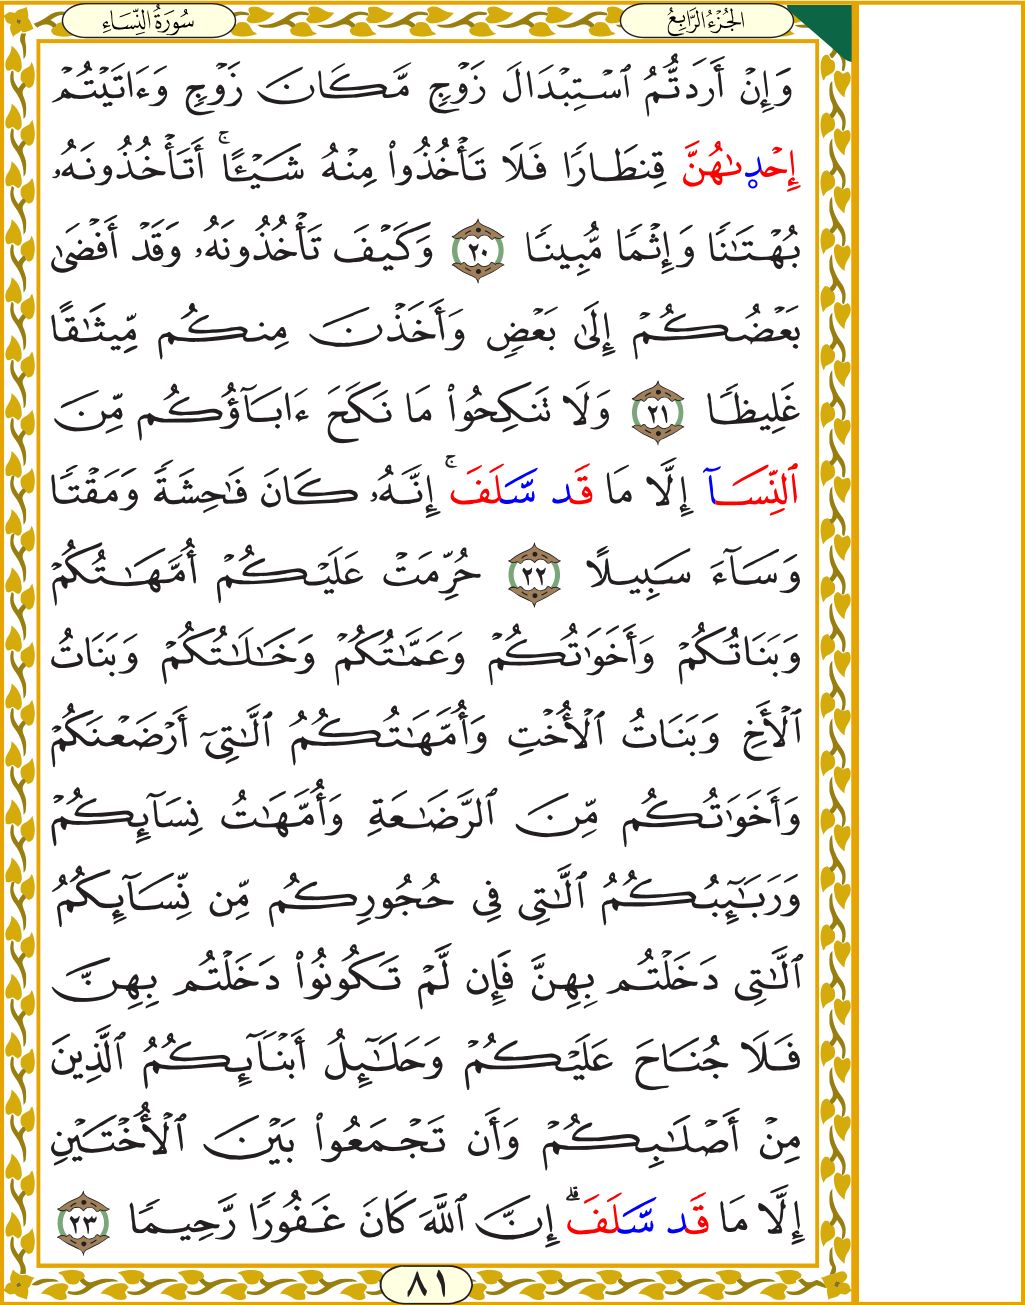 الجُزْءُ الرَّابِعُ
سُورَةُ النِّسَاءِ
وَإِنْ أَرَدتُّمُ ٱسْتِبْدَالَ زَوْجٍ مَّكَانَ زَوْجٍ وَءَاتَيْتُمْ
إِحْدىٰهُنَّ قِنطَارًا فَلَا تَأْخُذُوا۟ مِنْهُ شَيْـًٔاۚ أَتَأْخُذُونَهُۥ
بُهْتَـٰنًا وَإِثْمًا مُّبِينًا ٢٠ وَكَيْفَ تَأْخُذُونَهُۥ وَقَدْ أَفْضَىٰ
بَعْضُكُمْ إِلَىٰ بَعْضٍ وَأَخَذْنَ مِنكُم مِّيثَـٰقًا
غَلِيظًا ٢١ وَلَا تَنكِحُوا۟ مَا نَكَحَ ءَابَآؤُكُم مِّنَ
ٱلنِّسَآ إِلَّا مَا قَد سَّلَفَۚ إِنَّهُۥ كَانَ فَـٰحِشَةً وَمَقْتًا
وَسَآءَ سَبِيلًا ٢٢ حُرِّمَتْ عَلَيْكُمْ أُمَّهَـٰتُكُمْ
وَبَنَاتُكُمْ وَأَخَوَٰتُكُمْ وَعَمَّـٰتُكُمْ وَخَـٰلَـٰتُكُمْ وَبَنَاتُ
ٱلْأَخِ وَبَنَاتُ ٱلْأُخْتِ وَأُمَّهَـٰتُكُمُ ٱلَّـٰتِىٓ أَرْضَعْنَكُمْ
وَأَخَوَٰتُكُم مِّنَ ٱلرَّضَـٰعَةِ وَأُمَّهَـٰتُ نِسَآئِكُمْ
وَرَبَـٰٓئِبُكُمُ ٱلَّـٰتِى فِى حُجُورِكُم مِّن نِّسَآئِكُمُ
ٱلَّـٰتِى دَخَلْتُم بِهِنَّ فَإِن لَّمْ تَكُونُوا۟ دَخَلْتُم بِهِنَّ
فَلَا جُنَاحَ عَلَيْكُمْ وَحَلَـٰٓئِلُ أَبْنَآئِكُمُ ٱلَّذِينَ
مِنْ أَصْلَـٰبِكُمْ وَأَن تَجْمَعُوا۟ بَيْنَ ٱلْأُخْتَيْنِ
إِلَّا مَا قَد سَّلَفَۗ إِنَّ ٱللَّهَ كَانَ غَفُورًا رَّحِيمًا ٢٣
٨١